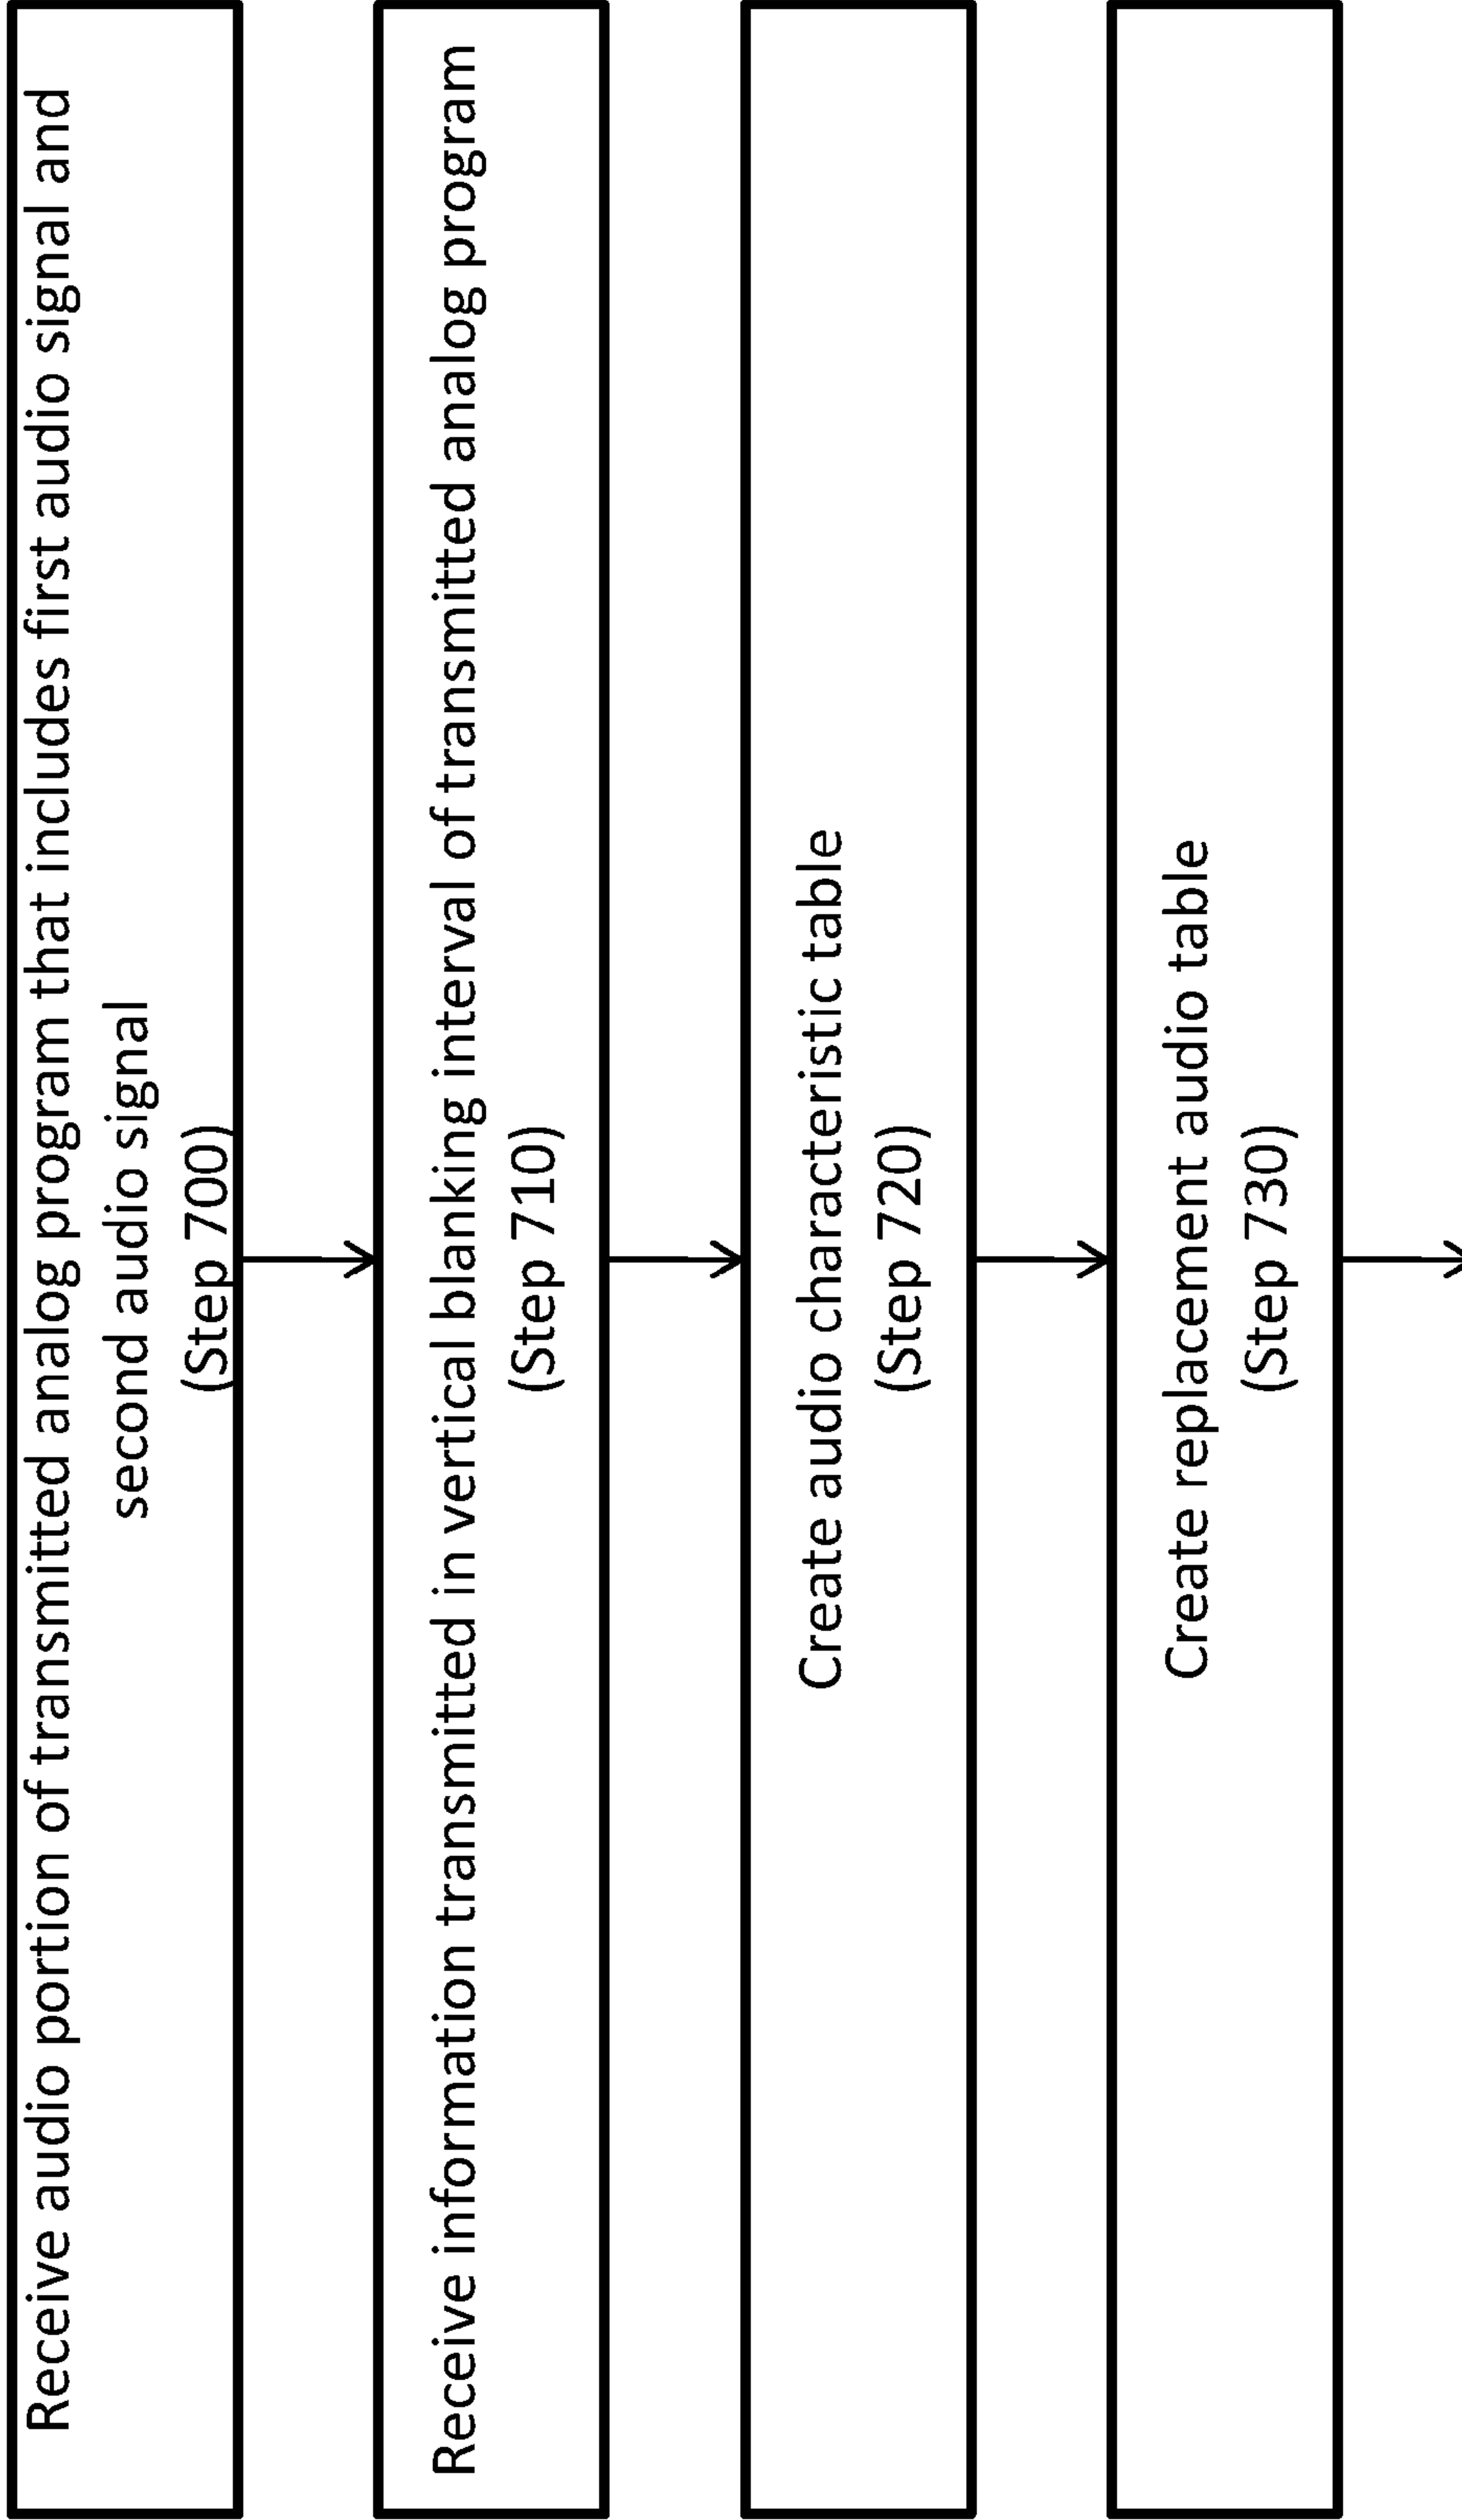 Receive audio portion of transmitted analog program that includes first audio signal and
second audio signal
(Step 700)
Receive information transmitted in vertical blanking interval of transmitted analog program
(Step 710)
Create audio characteristic table
(Step 720)
Create replacement audio table
(Step 730)